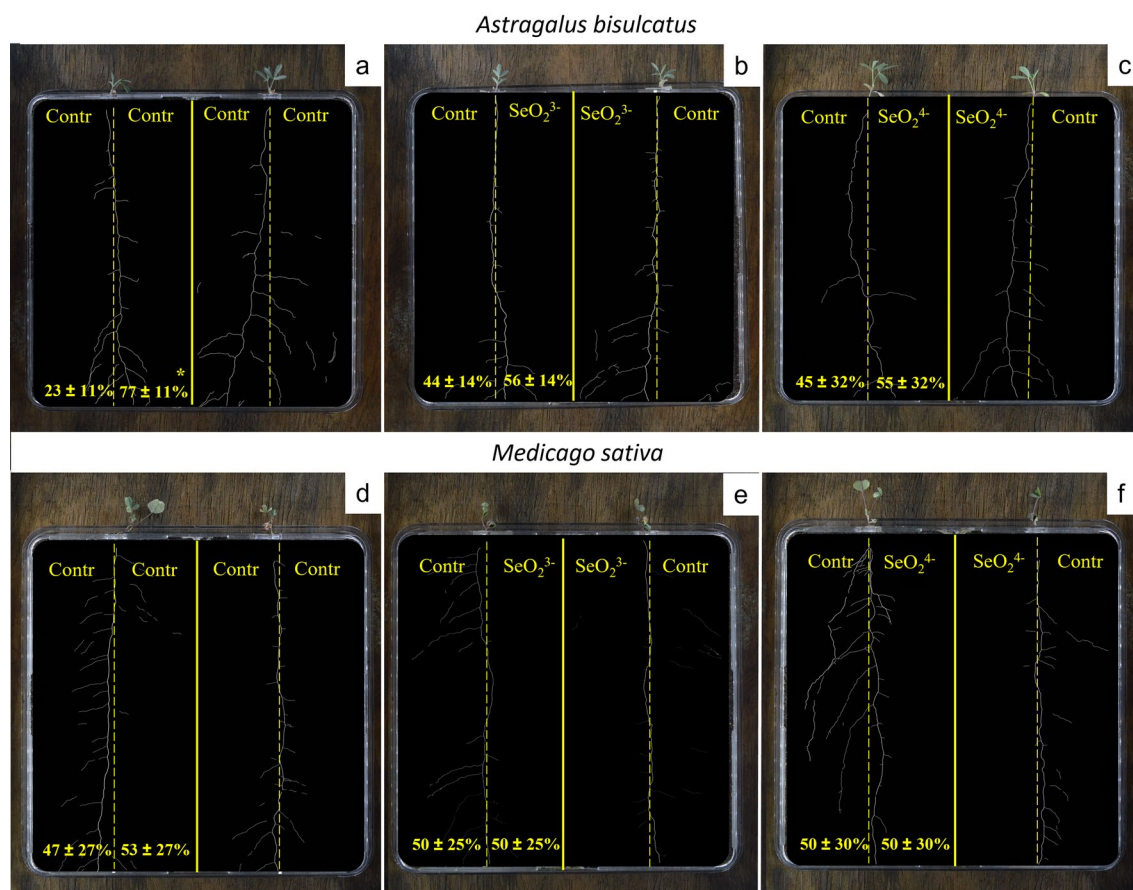 Astragalus bisulcatus
a
Contr Contr Contr Contr
23 ± 11% 77 ± 11% *
b
Contr SeO₂³⁻ SeO₂³⁻ Contr
44 ± 14% 56 ± 14%
c
Contr SeO₂⁴⁻ SeO₂⁴⁻ Contr
45 ± 32% 55 ± 32%
Medicago sativa
d
Contr Contr Contr Contr
47 ± 27% 53 ± 27%
e
Contr SeO₂³⁻ SeO₂³⁻ Contr
50 ± 25% 50 ± 25%
f
Contr SeO₂⁴⁻ SeO₂⁴⁻ Contr
50 ± 30% 50 ± 30%